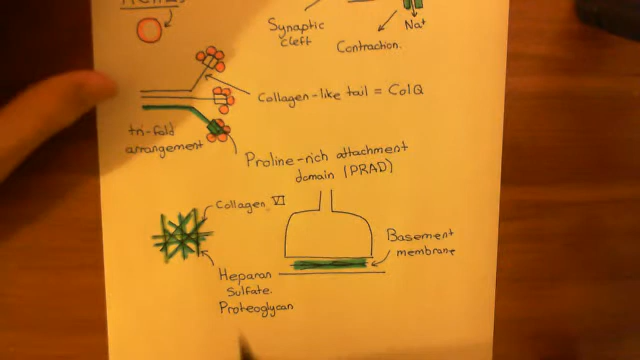 Synaptic
cleft
Na+
Contraction.
Collagen-like tail = ColQ
tri-fold
arrangement
Proline-rich attachment
domain (PRAD)
Collagen VI
Basement
membrane
Heparan
Sulfate
Proteoglycan